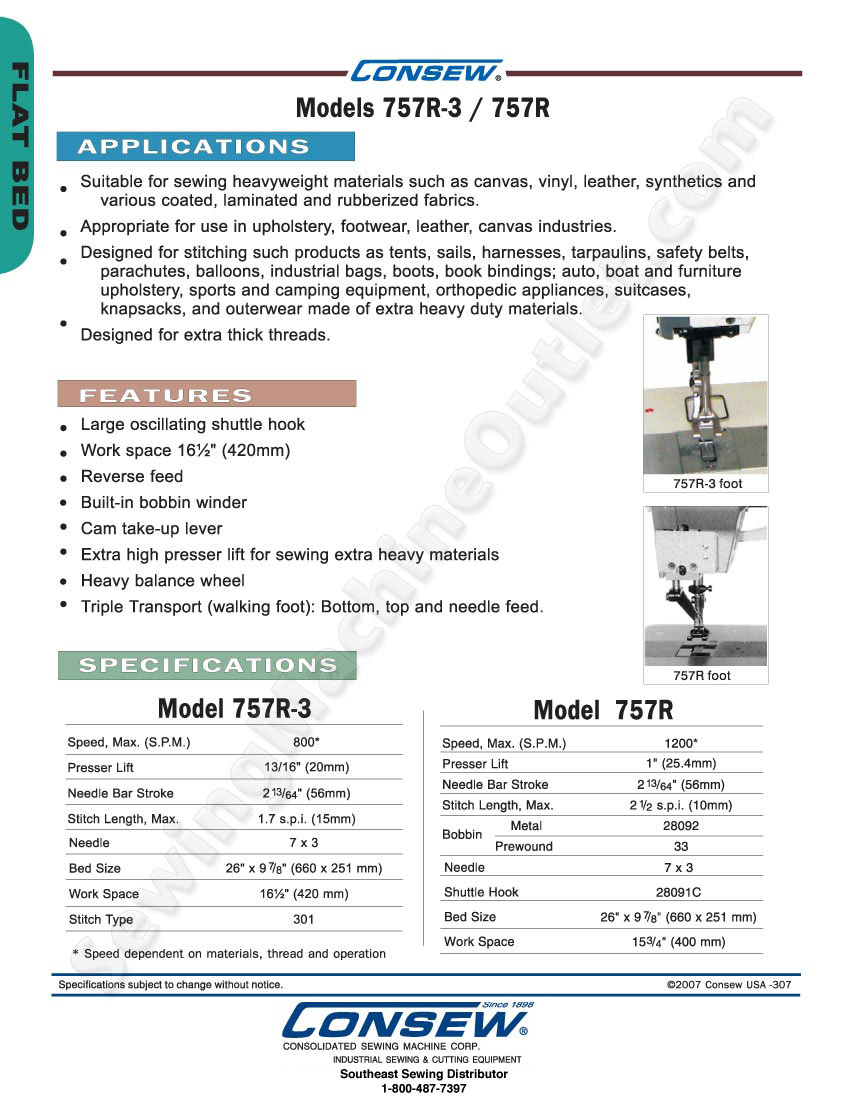 FLAT BED
CONSEW®
Models 757R-3 / 757R
APPLICATIONS
• Suitable for sewing heavyweight materials such as canvas, vinyl, leather, synthetics and
various coated, laminated and rubberized fabrics.
• Appropriate for use in upholstery, footwear, leather, canvas industries.
• Designed for stitching such products as tents, sails, harnesses, tarpaulins, safety belts,
parachutes, balloons, industrial bags, boots, book bindings; auto, boat and furniture
upholstery, sports and camping equipment, orthopedic appliances, suitcases,
knapsacks, and outerwear made of extra heavy duty materials.
• Designed for extra thick threads.
FEATURES
• Large oscillating shuttle hook
• Work space 16½" (420mm)
• Reverse feed
• Built-in bobbin winder
• Cam take-up lever
• Extra high presser lift for sewing extra heavy materials
• Heavy balance wheel
• Triple Transport (walking foot): Bottom, top and needle feed.
757R-3 foot
757R foot
SPECIFICATIONS
Model 757R-3
Speed, Max. (S.P.M.) 800*
Presser Lift 13/16" (20mm)
Needle Bar Stroke 2 13/64" (56mm)
Stitch Length, Max. 1.7 s.p.i. (15mm)
Needle 7 x 3
Bed Size 26" x 9 7/8" (660 x 251 mm)
Work Space 16½" (420 mm)
Stitch Type 301
* Speed dependent on materials, thread and operation
Model 757R
Speed, Max. (S.P.M.) 1200*
Presser Lift 1" (25.4mm)
Needle Bar Stroke 2 13/64" (56mm)
Stitch Length, Max. 2 1/2 s.p.i. (10mm)
Bobbin Metal 28092
Prewound 33
Needle 7 x 3
Shuttle Hook 28091C
Bed Size 26" x 9 7/8" (660 x 251 mm)
Work Space 15 3/4" (400 mm)
Specifications subject to change without notice. ©2007 Consew USA -307
Since 1898
CONSEW®
CONSOLIDATED SEWING MACHINE CORP.
INDUSTRIAL SEWING & CUTTING EQUIPMENT
Southeast Sewing Distributor
1-800-487-7397
SewingMachineOutlet.com